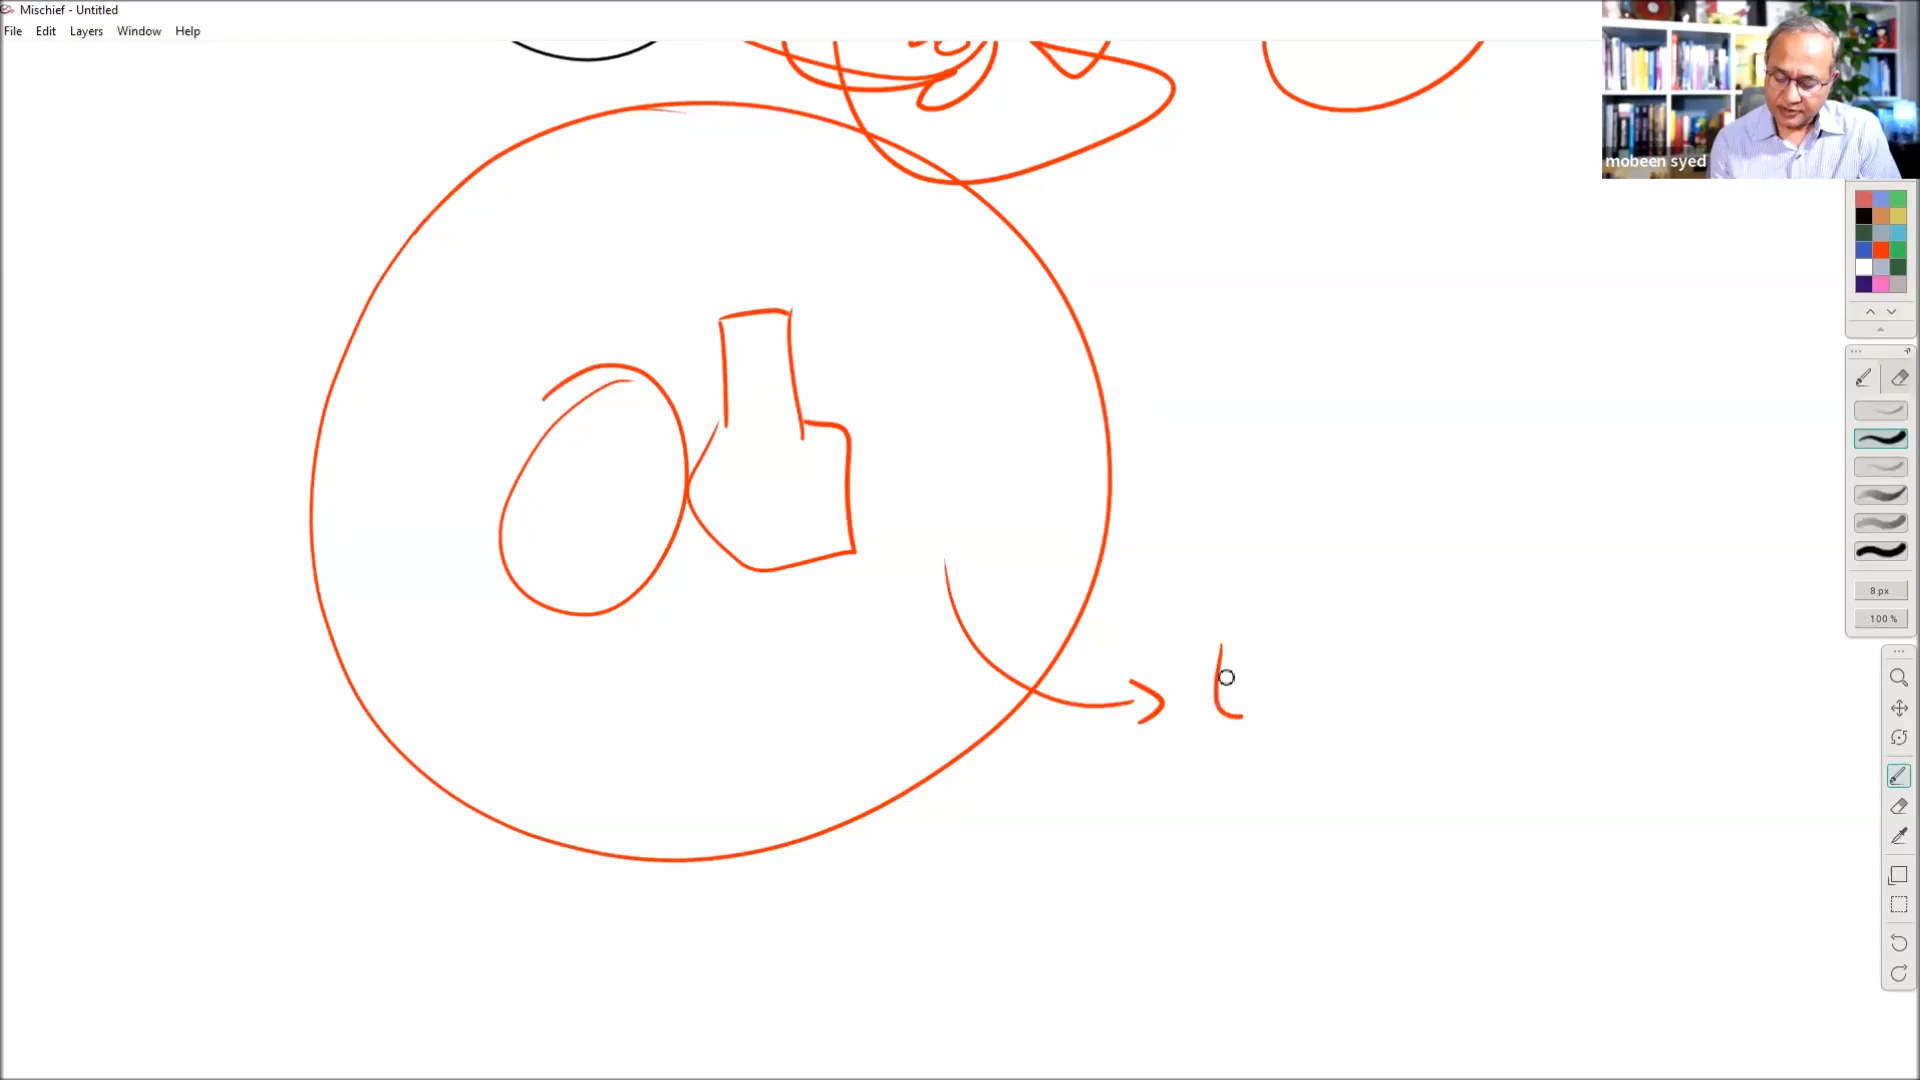 Mischief - Untitled
File Edit Layers Window Help
mobeen syed
8 px
100 %
t